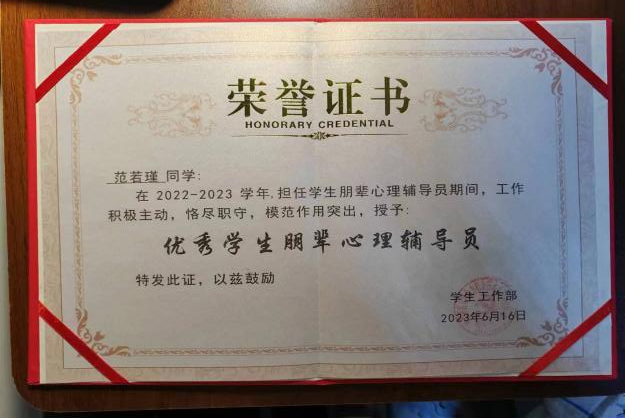 荣誉证书
HONORARY CREDENTIAL
范若瑾 同学:
在 2022-2023 学年,担任学生朋辈心理辅导员期间,工作
积极主动,恪尽职守,模范作用突出,授予:
优秀学生朋辈心理辅导员
特发此证,以兹鼓励
学生工作部
2023年6月16日